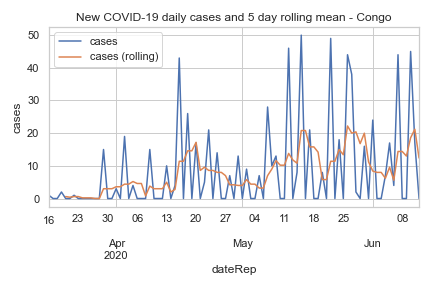 New COVID-19 daily cases and 5 day rolling mean - Congo
cases
cases (rolling)
50
40
30
20
10
0
cases
16 23 30 06 13 20 27 04 11 18 25 01 08
Apr
2020
May
Jun
dateRep